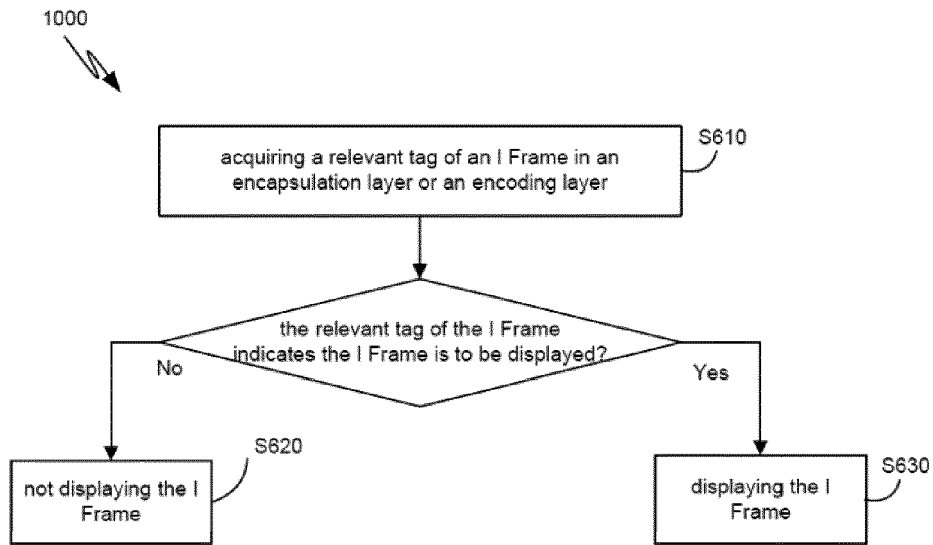 1000
S610
acquiring a relevant tag of an I Frame in an
encapsulation layer or an encoding layer
the relevant tag of the I Frame
indicates the I Frame is to be displayed?
No
Yes
S620
not displaying the I
Frame
S630
displaying the I
Frame